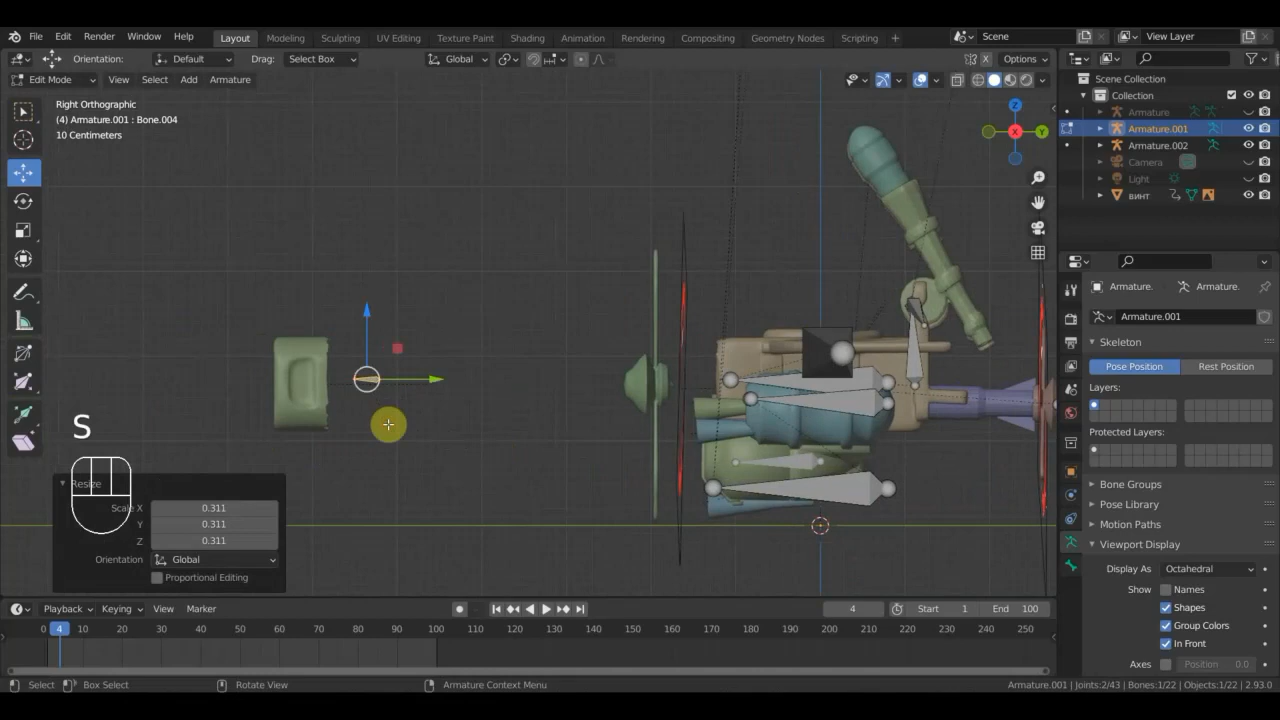 File Edit Render Window Help Layout Modeling Sculpting UV Editing Texture Paint Shading Animation Rendering Compositing Geometry Nodes Scripting + Scene View Layer
Orientation: Default Drag: Select Box Global X Options
Edit Mode View Select Add Armature
Right Orthographic
(4) Armature.001 : Bone.004
10 Centimeters
Z
Y
X
S
Resize
Scale X 0.311
Y 0.311
Z 0.311
Orientation Global
Proportional Editing
Scene Collection
Collection
Armature
Armature.001
Armature.002
Camera
Light
винт
Armature. Armature.
Armature.001
Skeleton
Pose Position Rest Position
Layers:
Protected Layers:
Bone Groups
Pose Library
Motion Paths
Viewport Display
Display As Octahedral
Show Names
Shapes
Group Colors
In Front
Axes Position 0.0
Playback Keying View Marker 4 Start 1 End 100
0 4 10 20 30 40 50 60 70 80 90 100 110 120 130 140 150 160 170 180 190 200 210 220 230 240 250
Select Box Select Rotate View Armature Context Menu Armature.001 | Joints:2/43 | Bones:1/22 | Objects:1/22 | 2.93.0